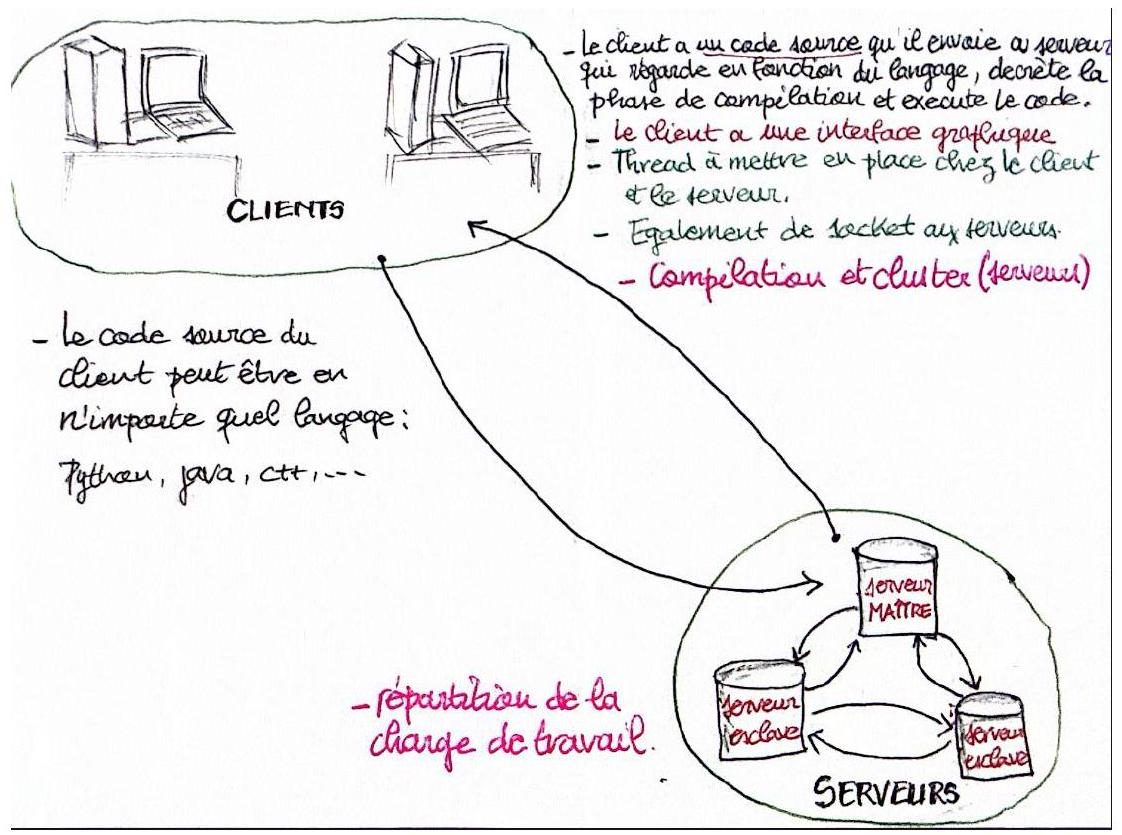 - Le client a un code source qu'il envoie a serveur
qui regarde en fonction du langage, decrète la
phase de compilation et execute le code.
- Le client a une interface graphique
- Thread à mettre en place chez le client
et le serveur.
- Egalement de socket aux serveurs.
- Compilation et cluster (serveurs)
CLIENTS
- Le code source du
client peut être en
n'importe quel langage :
Python, java, c++, ---
serveur
MAÎTRE
serveur
esclave
serveur
esclave
- répartition de la
charge de travail.
SERVEURS